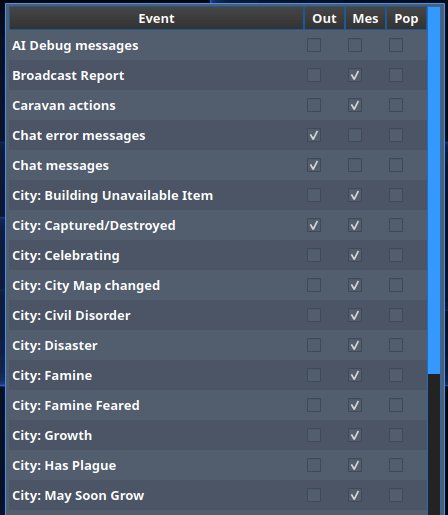 Event Out Mes Pop
AI Debug messages
Broadcast Report
Caravan actions
Chat error messages
Chat messages
City: Building Unavailable Item
City: Captured/Destroyed
City: Celebrating
City: City Map changed
City: Civil Disorder
City: Disaster
City: Famine
City: Famine Feared
City: Growth
City: Has Plague
City: May Soon Grow